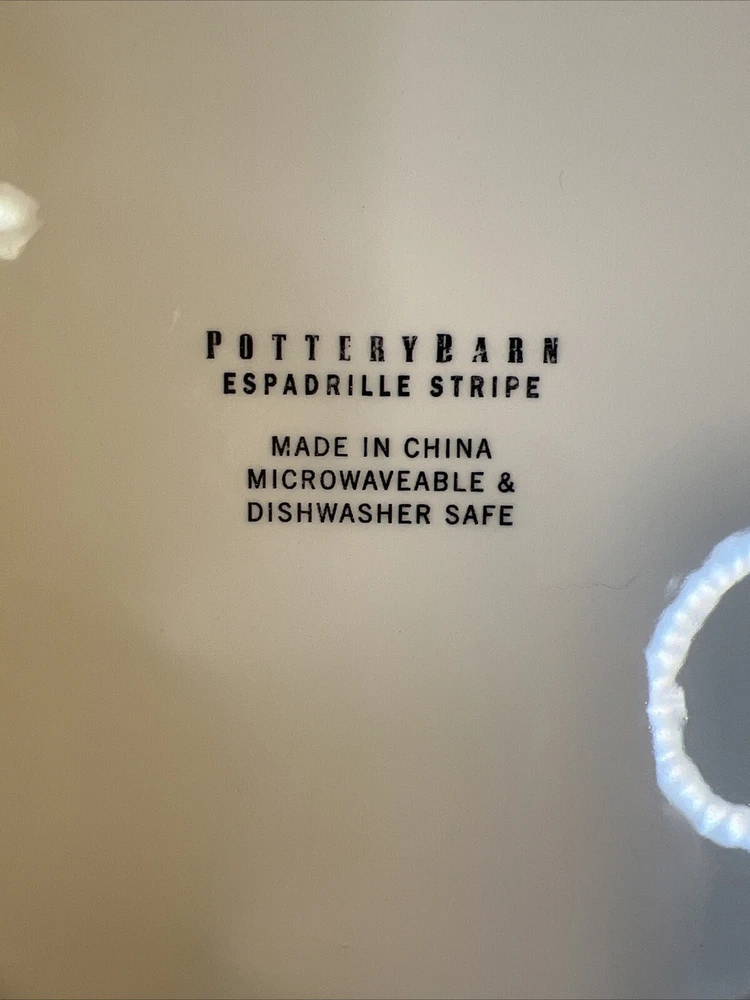 POTTERYBARN
ESPADRILLE STRIPE
MADE IN CHINA
MICROWAVEABLE &
DISHWASHER SAFE